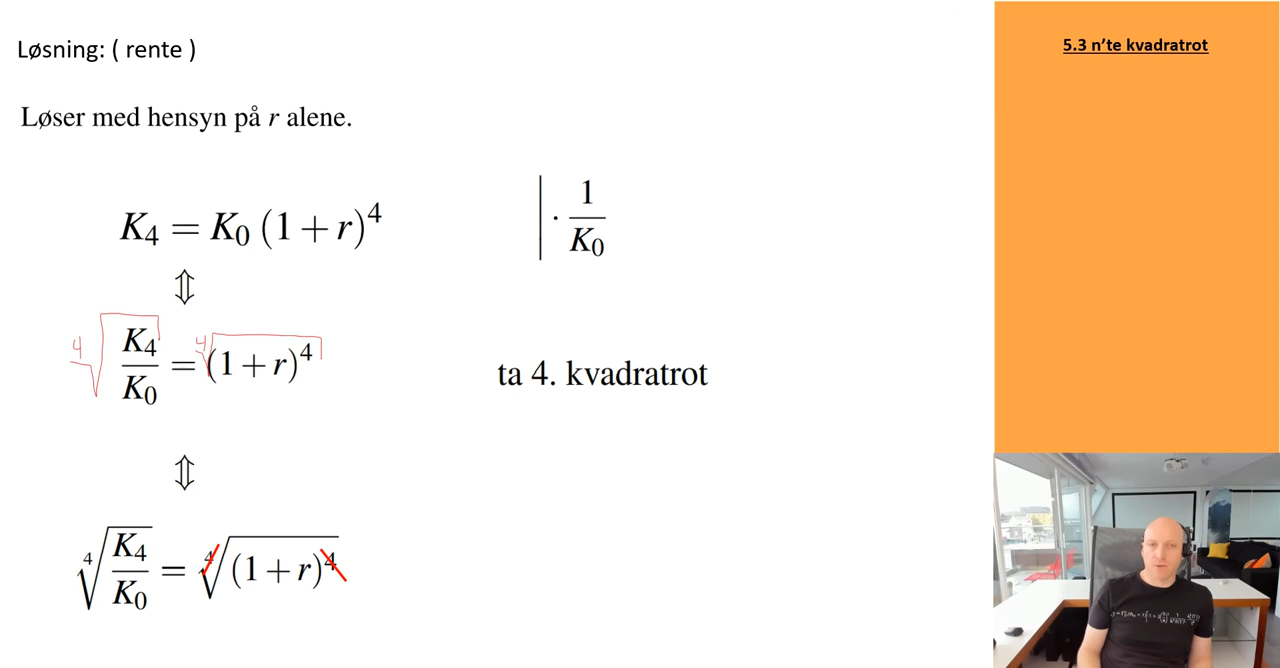 Løsning: ( rente )
Løser med hensyn på r alene.
K₄ = K₀ (1 + r)⁴ | · 1/K₀
⇕
⁴√(K₄/K₀) = ⁴√((1 + r)⁴) ta 4. kvadratrot
⇕
⁴√(K₄/K₀) = ⁴√((1 + r)⁴)
5.3 n’te kvadratrot